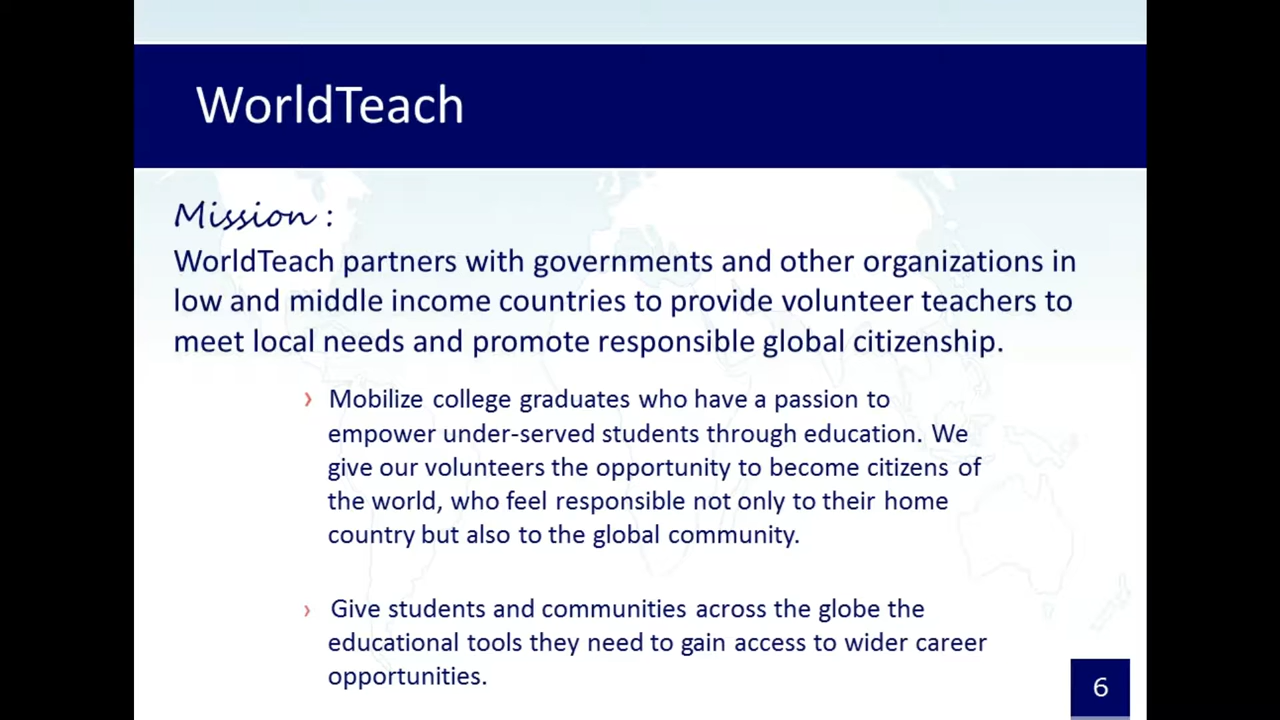 WorldTeach
Mission :
WorldTeach partners with governments and other organizations in
low and middle income countries to provide volunteer teachers to
meet local needs and promote responsible global citizenship.
› Mobilize college graduates who have a passion to
empower under-served students through education. We
give our volunteers the opportunity to become citizens of
the world, who feel responsible not only to their home
country but also to the global community.
› Give students and communities across the globe the
educational tools they need to gain access to wider career
opportunities.
6